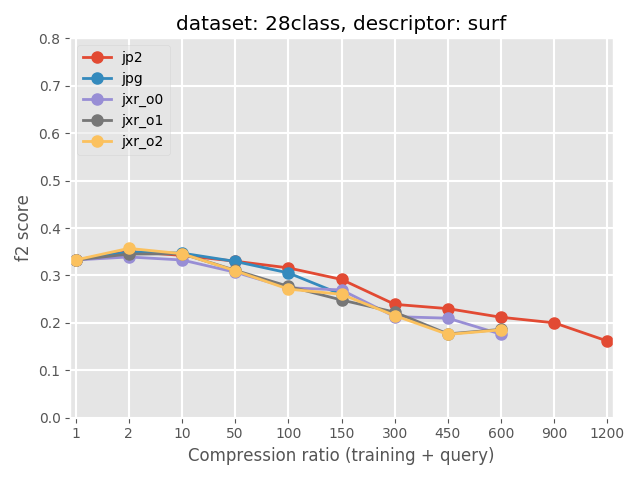 dataset: 28class, descriptor: surf
jp2
jpg
jxr_o0
jxr_o1
jxr_o2
0.8
0.7
0.6
0.5
0.4
0.3
0.2
0.1
0.0
f2 score
1 2 10 50 100 150 300 450 600 900 1200
Compression ratio (training + query)